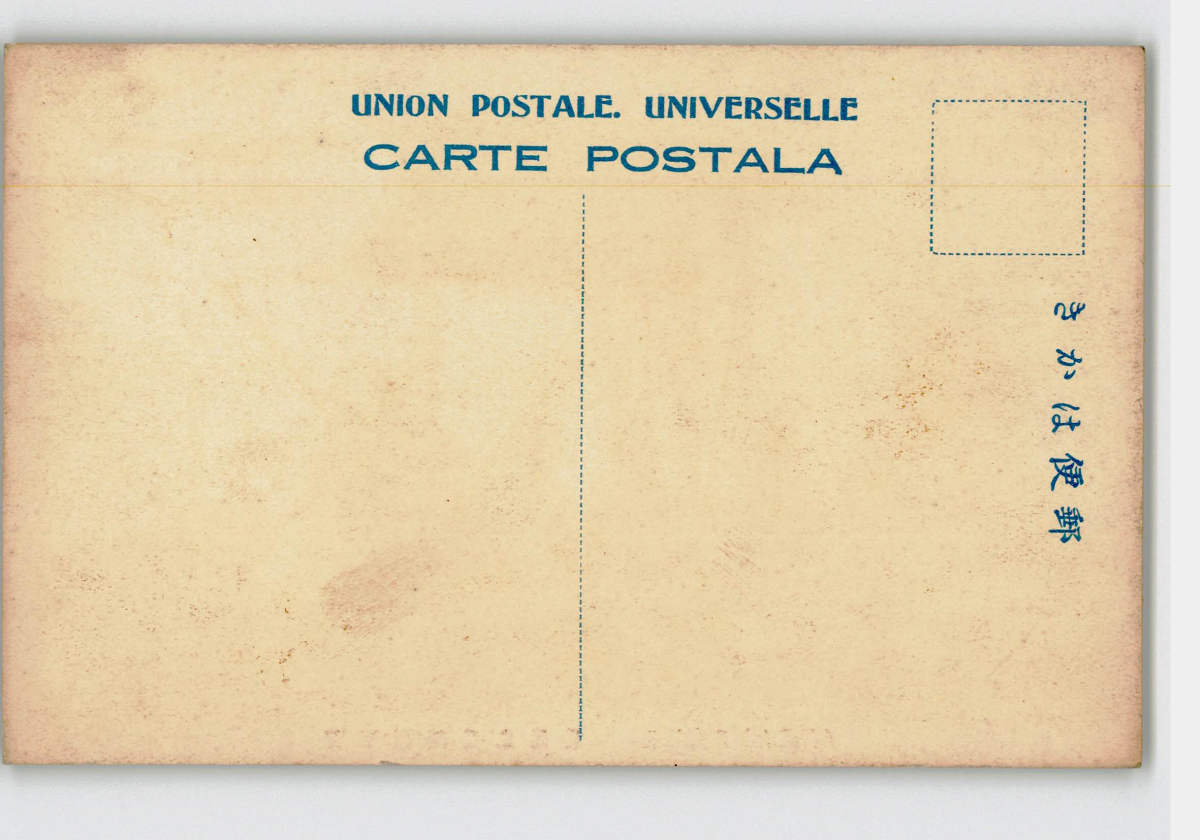 UNION POSTALE. UNIVERSELLE
CARTE POSTALA
きかは便郵